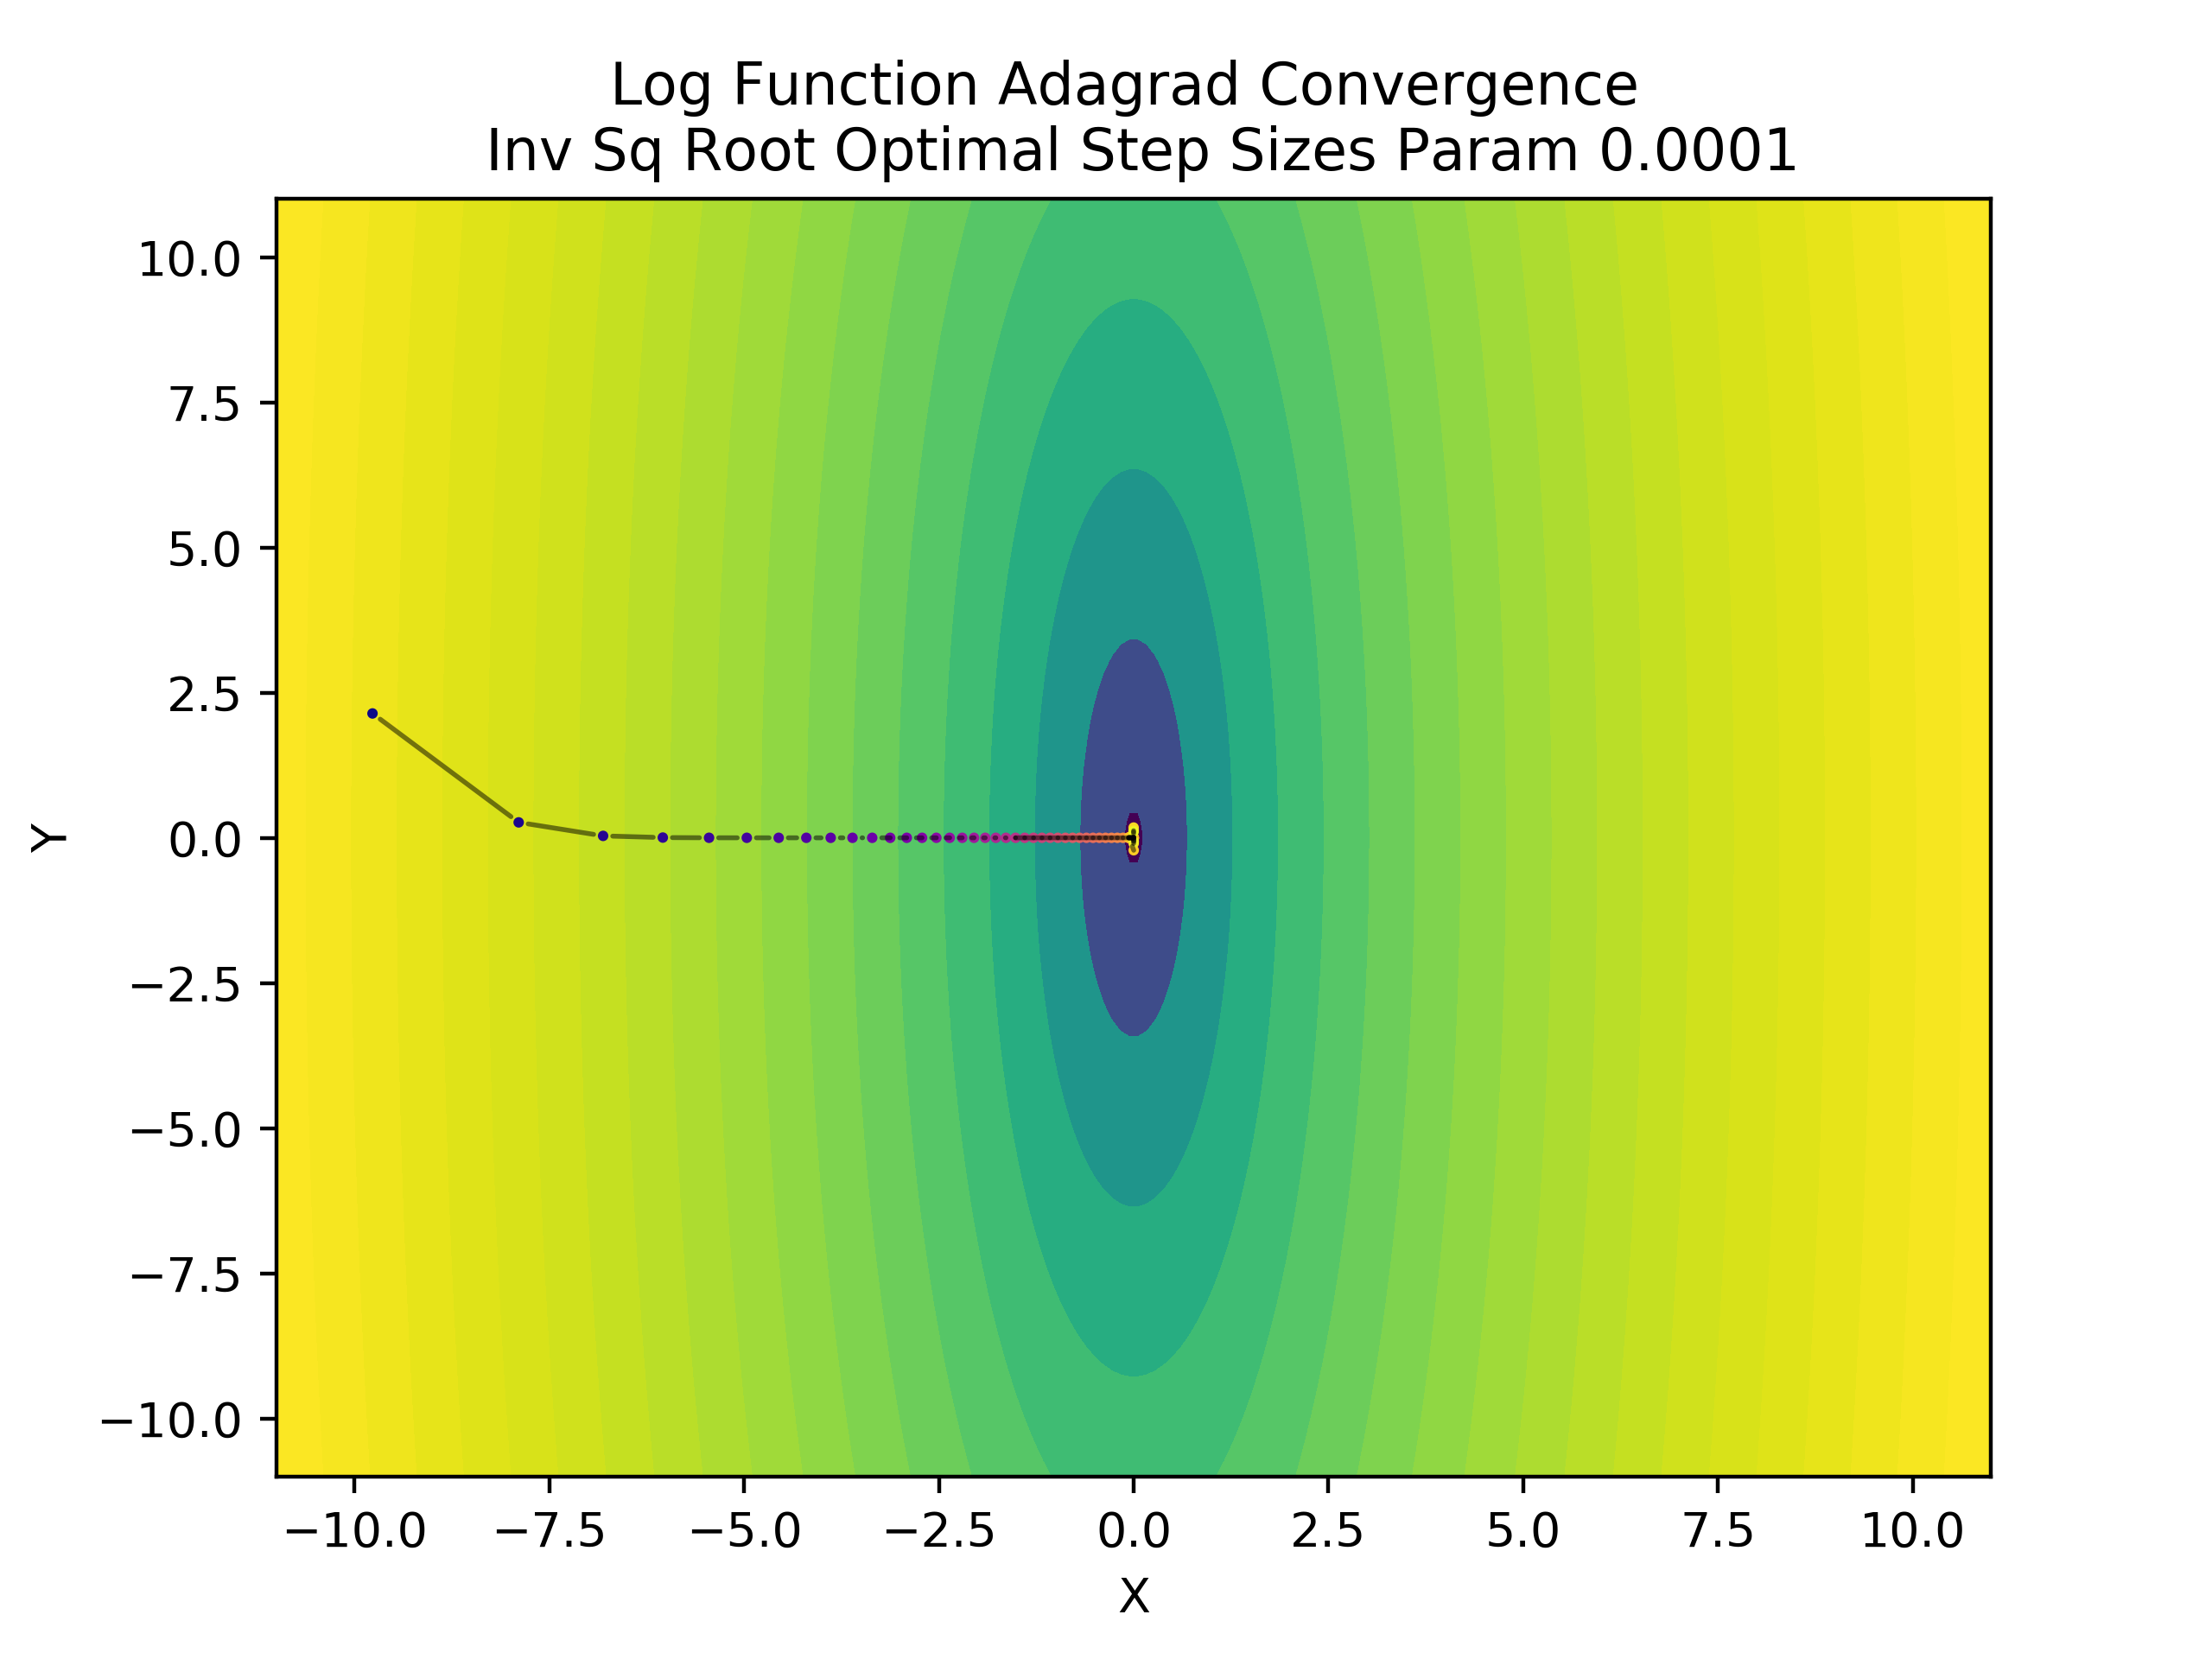 Log Function Adagrad Convergence
Inv Sq Root Optimal Step Sizes Param 0.0001
10.0
7.5
5.0
2.5
0.0
−2.5
−5.0
−7.5
−10.0
Y
−10.0 −7.5 −5.0 −2.5 0.0 2.5 5.0 7.5 10.0
X